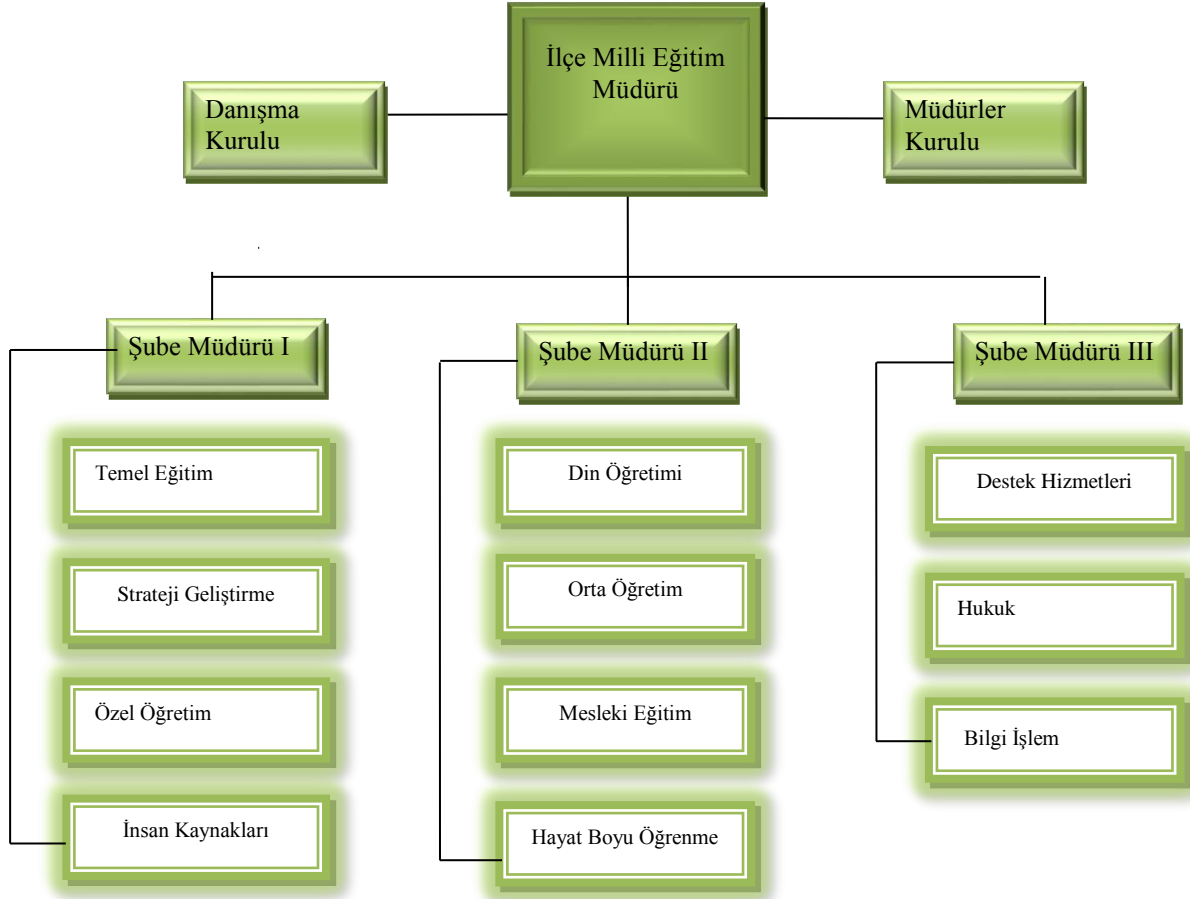 İlçe Milli Eğitim
Müdürü
Danışma
Kurulu
Müdürler
Kurulu
Şube Müdürü I
Şube Müdürü II
Şube Müdürü III
Temel Eğitim
Strateji Geliştirme
Özel Öğretim
İnsan Kaynakları
Din Öğretimi
Orta Öğretim
Mesleki Eğitim
Hayat Boyu Öğrenme
Destek Hizmetleri
Hukuk
Bilgi İşlem